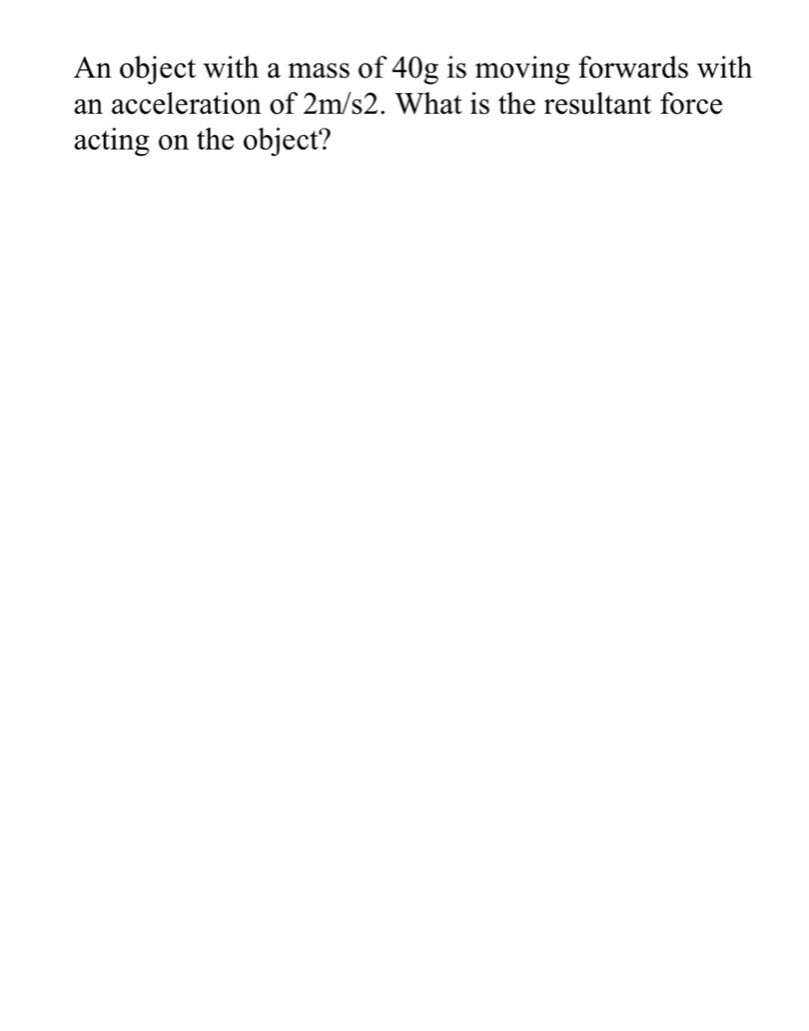 An object with a mass of 40g is moving forwards with
an acceleration of 2m/s2. What is the resultant force
acting on the object?